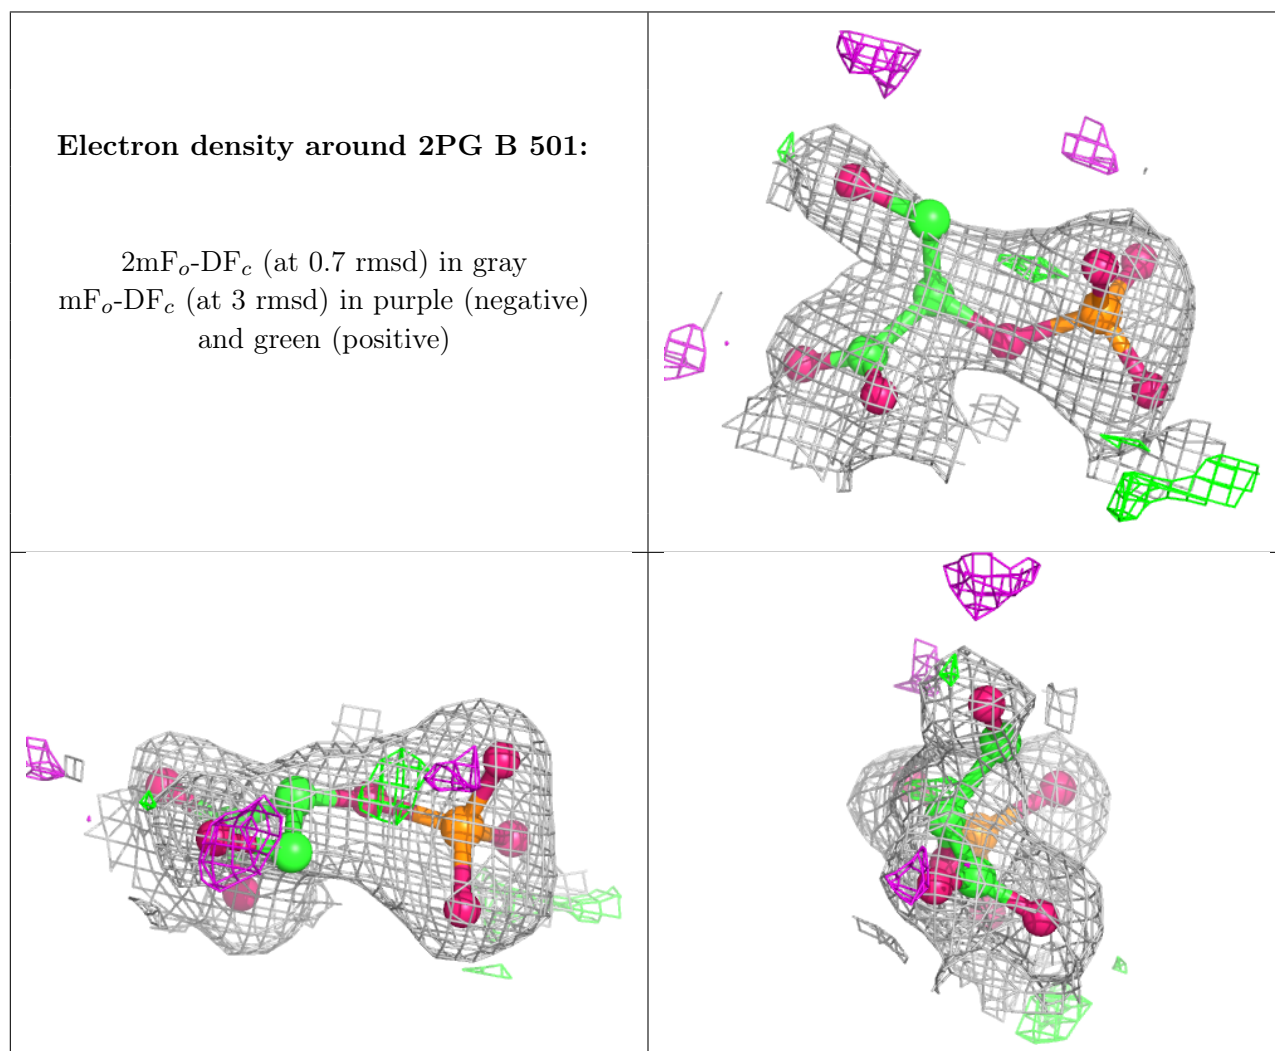 Electron density around 2PG B 501:
2mFo-DFc (at 0.7 rmsd) in gray
mFo-DFc (at 3 rmsd) in purple (negative)
and green (positive)